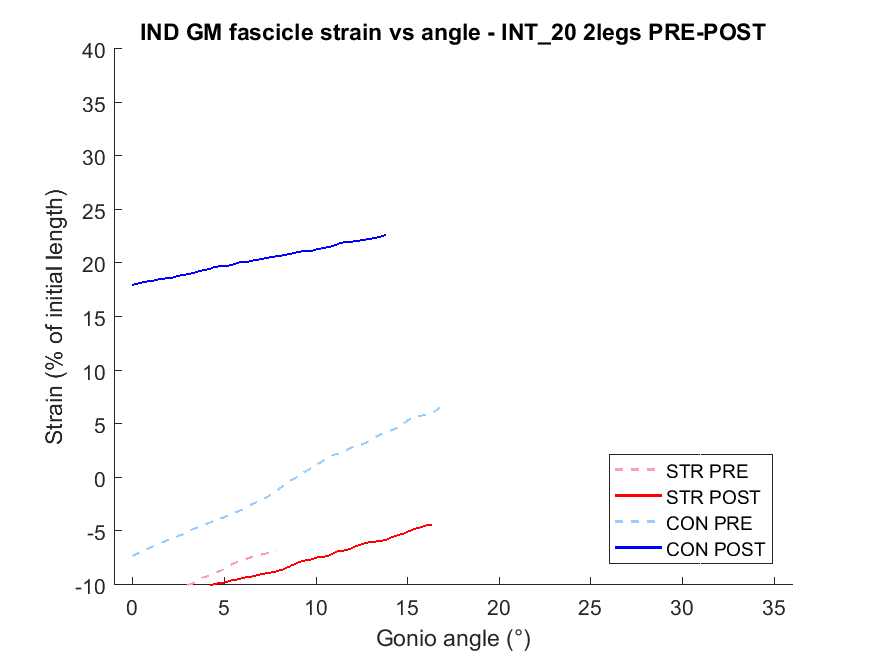 IND GM fascicle strain vs angle - INT_20 2legs PRE-POST
40
35
30
25
20
15
10
5
0
-5
-10
Strain (% of initial length)
0 5 10 15 20 25 30 35
Gonio angle (°)
STR PRE
STR POST
CON PRE
CON POST